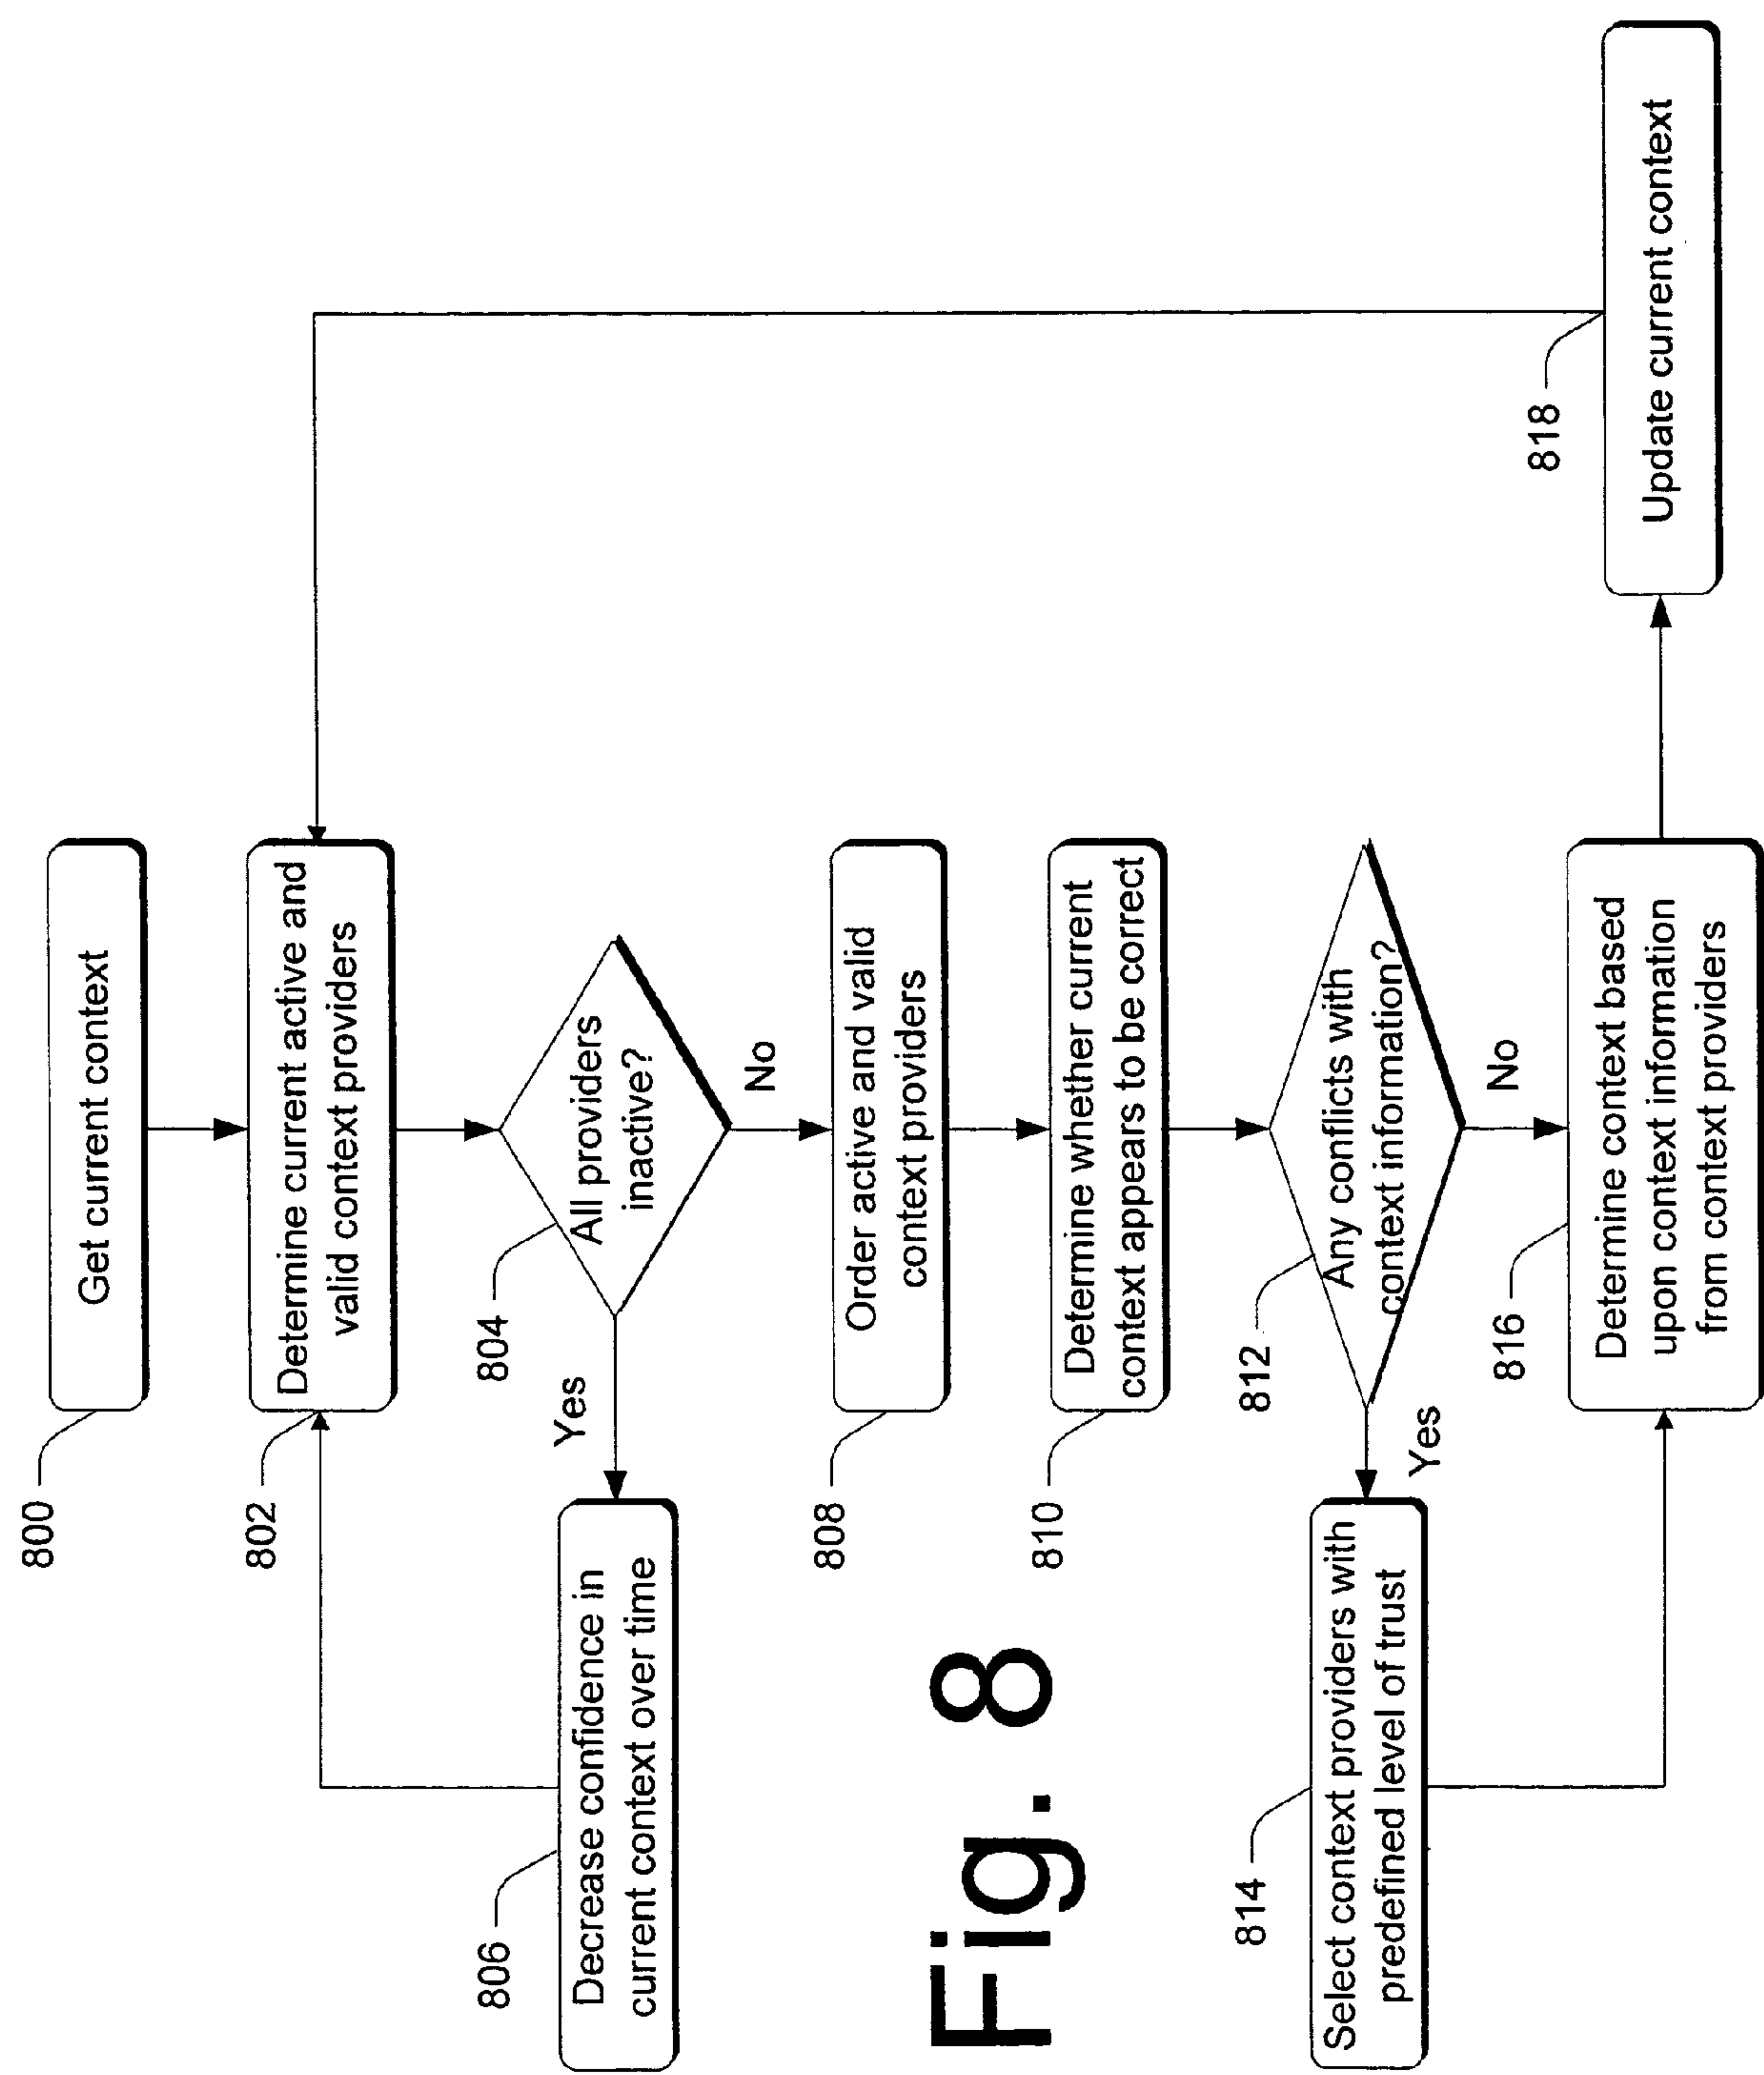 800
Get current context
802
Determine current active and
valid context providers
804
All providers
inactive?
Yes
No
806
Decrease confidence in
current context over time
808
Order active and valid
context providers
810
Determine whether current
context appears to be correct
812
Any conflicts with
context information?
Yes
No
814
Select context providers with
predefined level of trust
816
Determine context based
upon context information
from context providers
818
Update current context
Fig. 8